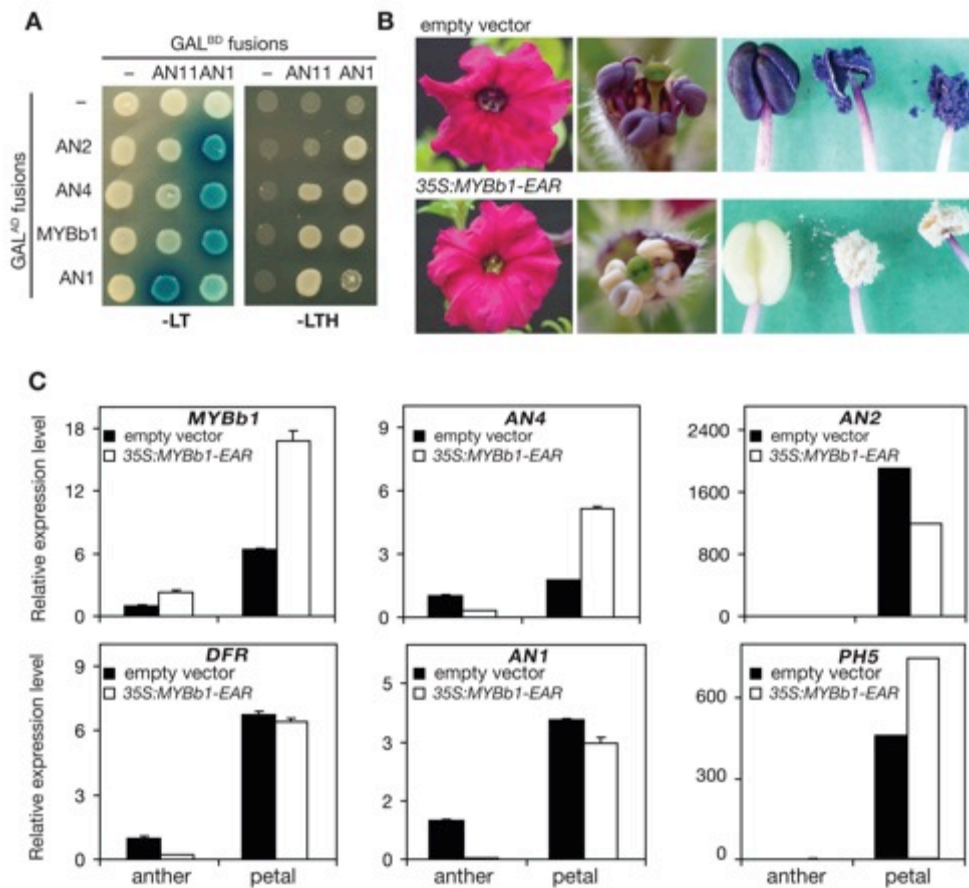 A
GAL^BD fusions
– AN11 AN1 – AN11 AN1
GAL^AD fusions
–
AN2
AN4
MYBb1
AN1
-LT -LTH
B
empty vector
35S:MYBb1-EAR
C
Relative expression level
MYBb1
empty vector
35S:MYBb1-EAR
18
12
6
0
AN4
empty vector
35S:MYBb1-EAR
9
6
3
0
AN2
empty vector
35S:MYBb1-EAR
2400
1600
800
0
Relative expression level
DFR
empty vector
35S:MYBb1-EAR
9
6
3
0
anther petal
AN1
empty vector
35S:MYBb1-EAR
5
3
2
0
anther petal
PH5
empty vector
35S:MYBb1-EAR
600
300
0
anther petal